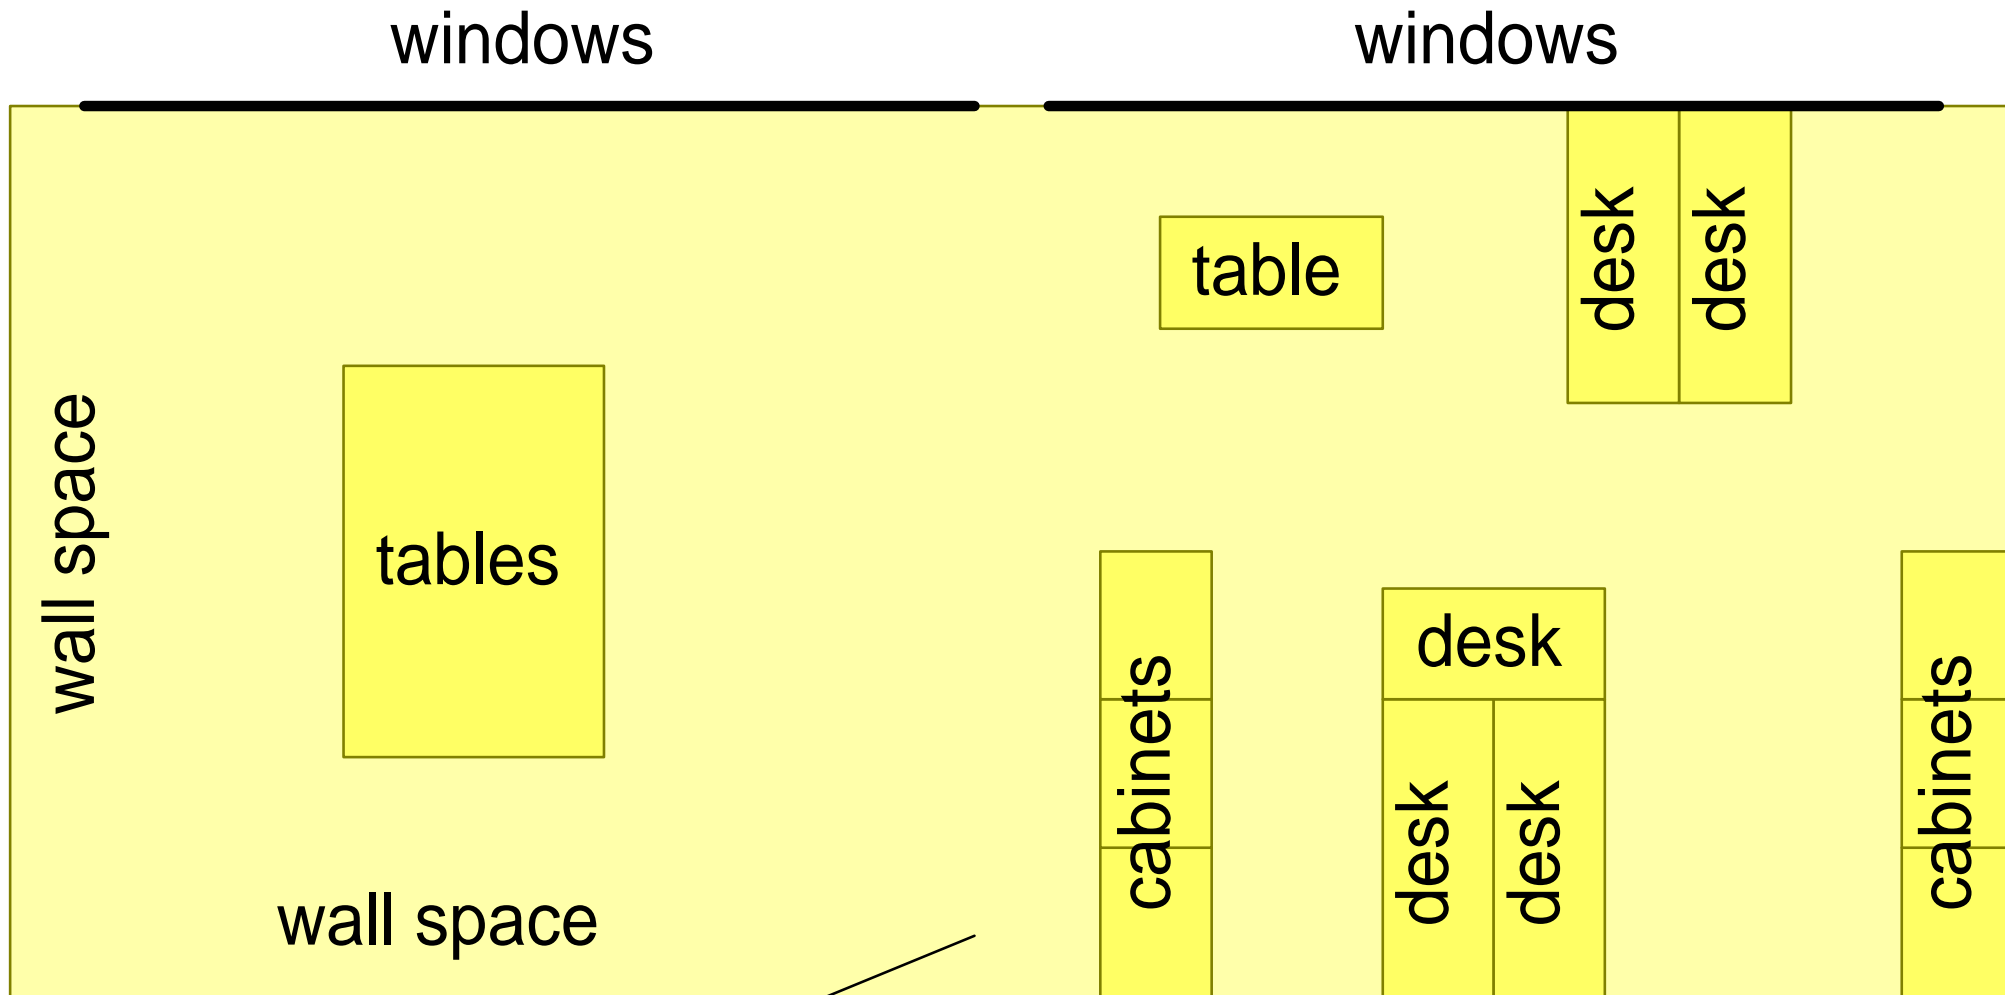 windows
windows
desk
desk
table
wall space
tables
desk
cabinets
cabinets
desk
desk
wall space